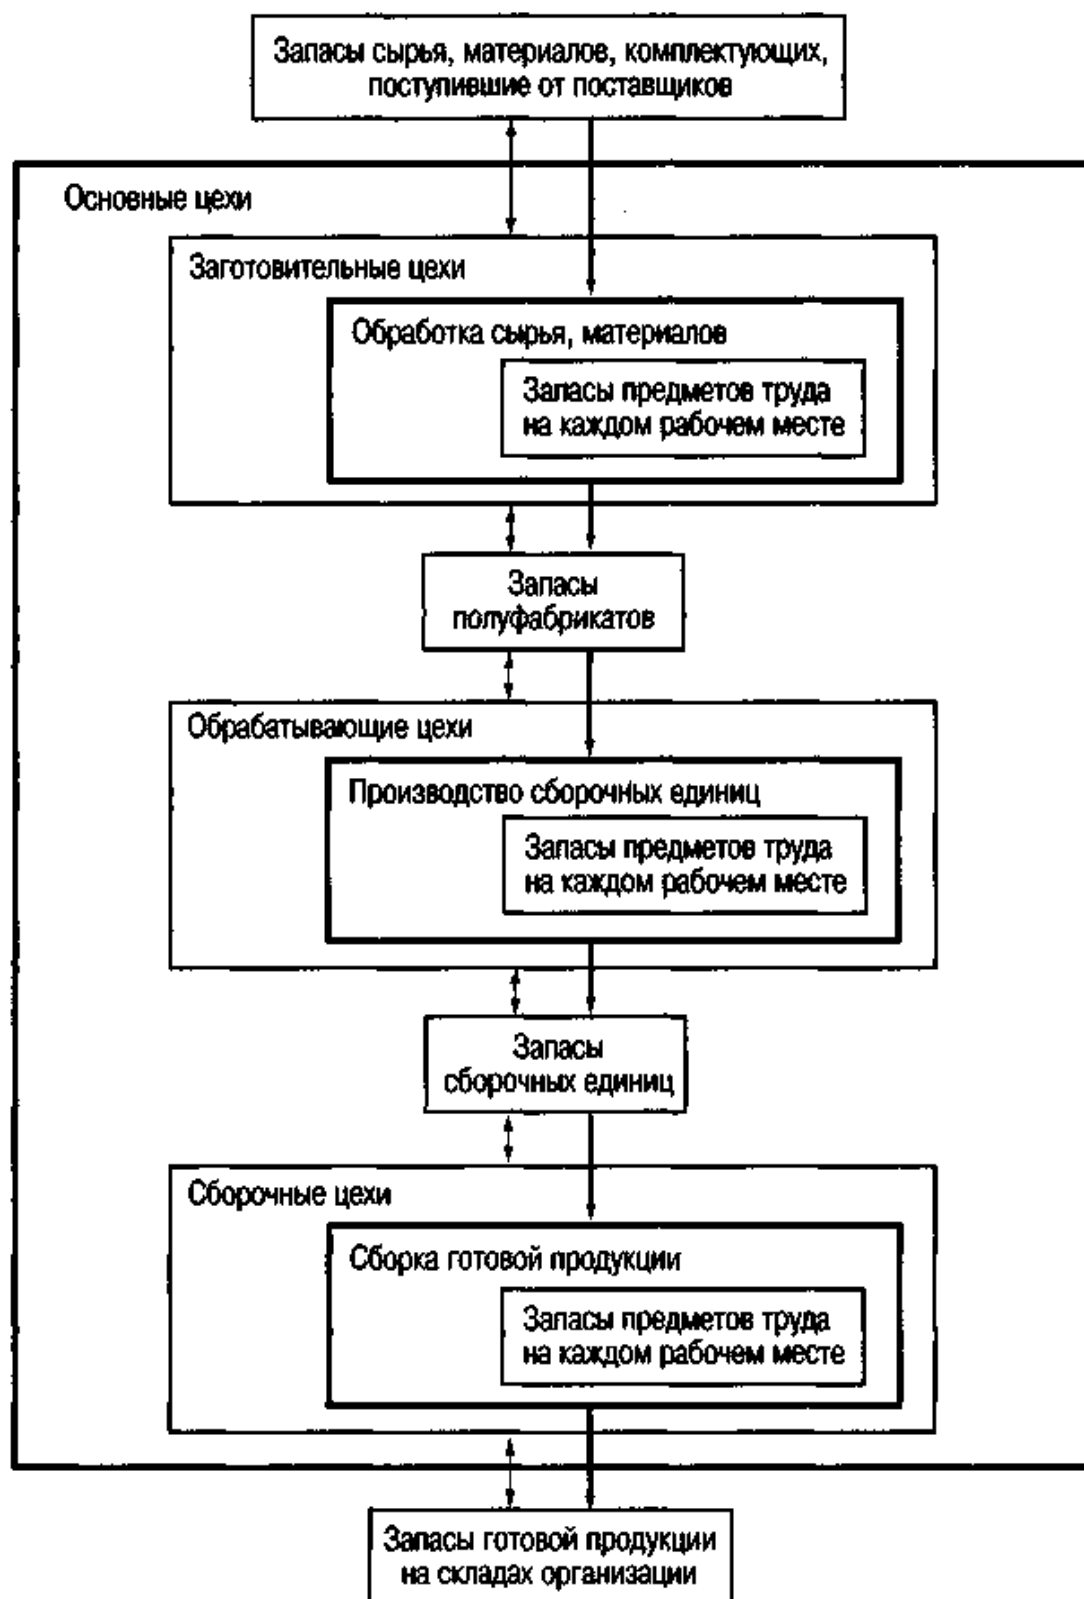 Запасы сырья, материалов, комплектующих,
поступившие от поставщиков
Основные цехи
Заготовительные цехи
Обработка сырья, материалов
Запасы предметов труда
на каждом рабочем месте
Запасы
полуфабрикатов
Обрабатывающие цехи
Производство сборочных единиц
Запасы предметов труда
на каждом рабочем месте
Запасы
сборочных единиц
Сборочные цехи
Сборка готовой продукции
Запасы предметов труда
на каждом рабочем месте
Запасы готовой продукции
на складах организации